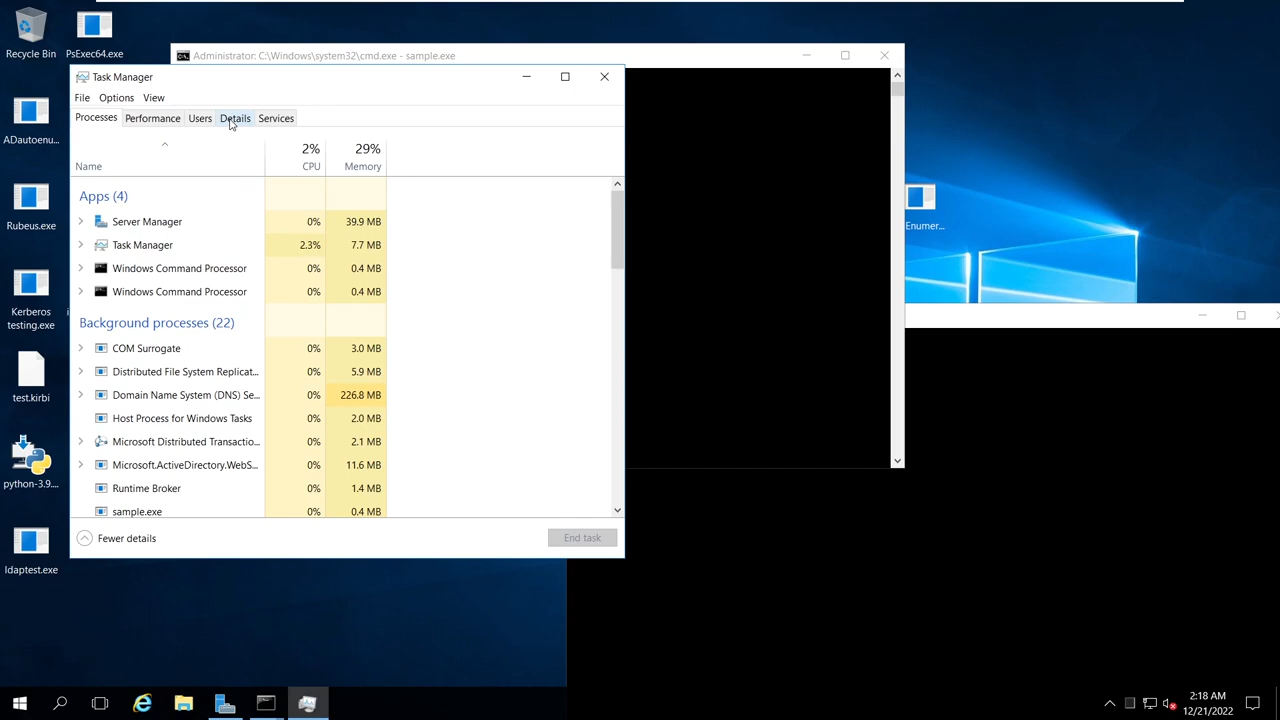 Recycle Bin
PsExec64.exe
Administrator: C:\Windows\system32\cmd.exe - sample.exe
Task Manager
File Options View
Processes Performance Users Details Services
2% 29%
Name CPU Memory
Apps (4)
Server Manager 0% 39.9 MB
Task Manager 2.3% 7.7 MB
Windows Command Processor 0% 0.4 MB
Windows Command Processor 0% 0.4 MB
Background processes (22)
COM Surrogate 0% 3.0 MB
Distributed File System Replicat... 0% 5.9 MB
Domain Name System (DNS) Se... 0% 226.8 MB
Host Process for Windows Tasks 0% 2.0 MB
Microsoft Distributed Transactio... 0% 2.1 MB
Microsoft.ActiveDirectory.WebS... 0% 11.6 MB
Runtime Broker 0% 1.4 MB
sample.exe 0% 0.4 MB
Fewer details
End task
ADautoenu...
Rubeus.exe
Kerberos
testing.exe
test.kirbi
python-3.9....
ldaptest.exe
Enumer...
2:18 AM
12/21/2022